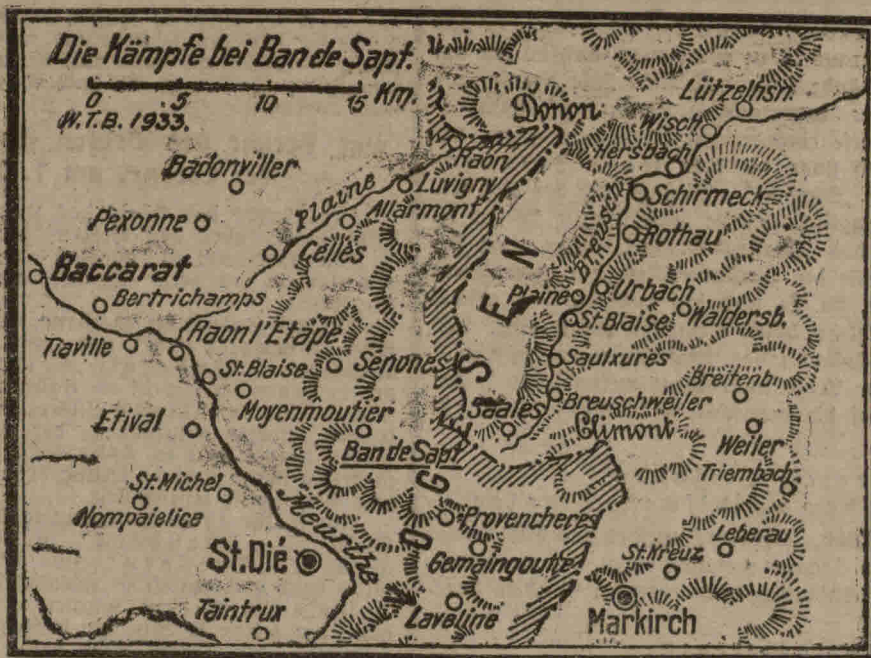 Die Kämpfe bei Ban de Sapt.
0 5 10 15 Km.
W.T.B. 1933.
Donon
Lützelhsn.
Wisch
Hersbach
Raon
Badonviller
Luvigny
Schirmeck
Plaine
Allarmont
Pexonne
Celles
Breusch
Rothau
Baccarat
Bertrichamps
Plaine
Urbach
St. Blaise
Waldersb.
Raon l'Etape
Tiaville
St. Blaise
Senones
Saulxures
Breitenb.
Moyenmoutier
Saales
Breuschweiler
Etival
Climont
Weiler
Ban de Sapt
Triembach
VOGESEN
St. Michel
Meurthe
Provencheres
Nompaielice
Leberau
St. Dié
Gemaingoutte
St. Kreuz
Taintrux
Laveline
Markirch